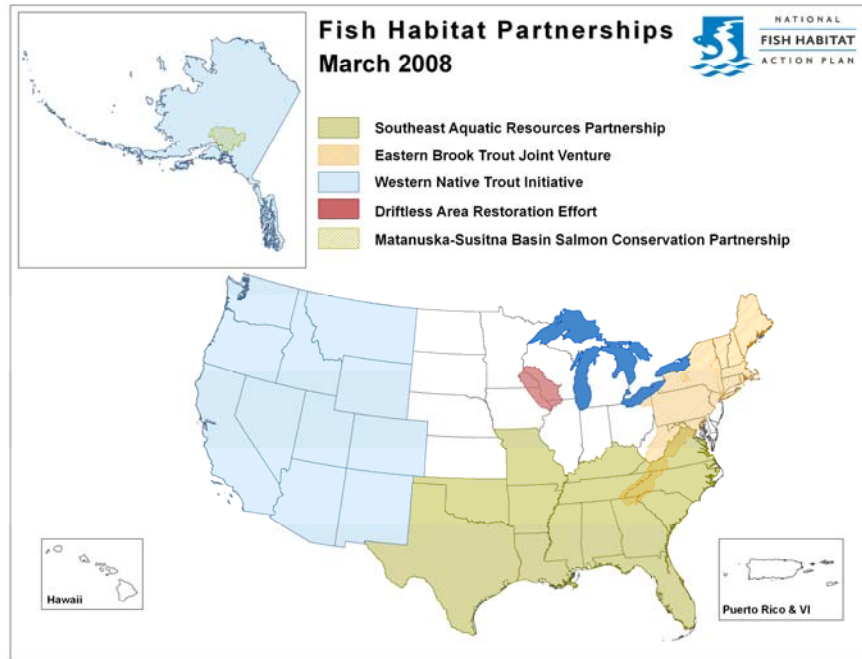 Fish Habitat Partnerships
March 2008
NATIONAL
FISH HABITAT
ACTION PLAN
Southeast Aquatic Resources Partnership
Eastern Brook Trout Joint Venture
Western Native Trout Initiative
Driftless Area Restoration Effort
Matanuska-Susitna Basin Salmon Conservation Partnership
Hawaii
Puerto Rico & VI